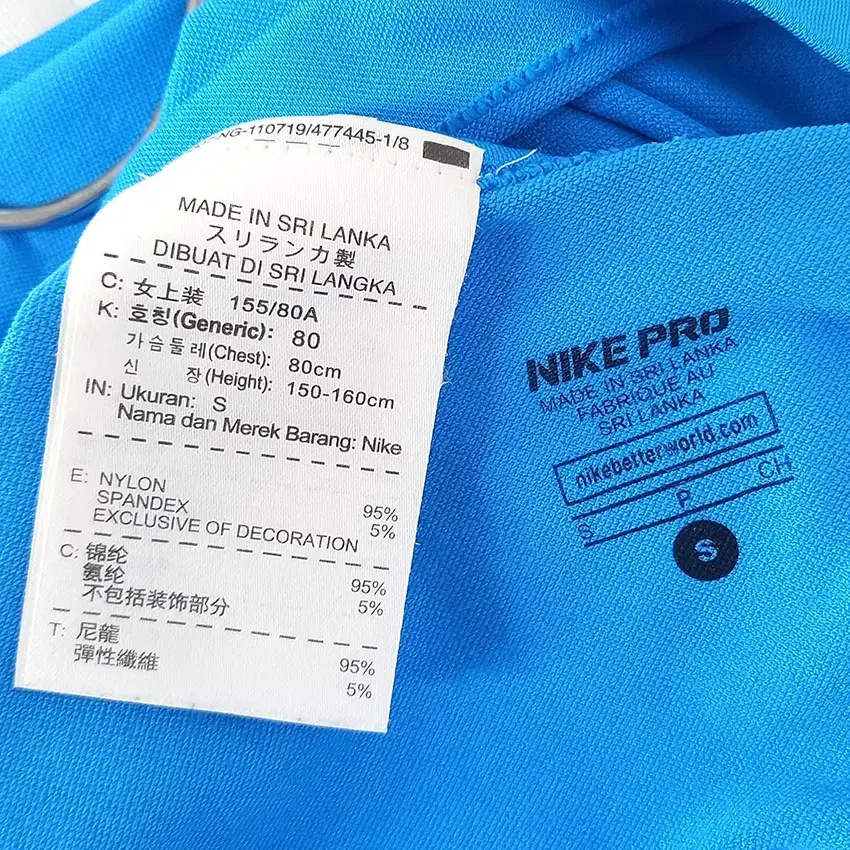 NG-110719/477445-1/8
MADE IN SRI LANKA
スリランカ製
DIBUAT DI SRI LANGKA
C: 女上装 155/80A
K: 호칭(Generic): 80
가슴둘레(Chest): 80cm
신 장(Height): 150-160cm
IN: Ukuran: S
Nama dan Merek Barang: Nike
E: NYLON 95%
SPANDEX 5%
EXCLUSIVE OF DECORATION
C: 锦纶 95%
氨纶 5%
不包括装饰部分
T: 尼龍 95%
彈性纖維 5%
NIKE PRO
MADE IN SRI LANKA
FABRIQUE AU
SRI LANKA
nikebetterworld.com
S P CH
S